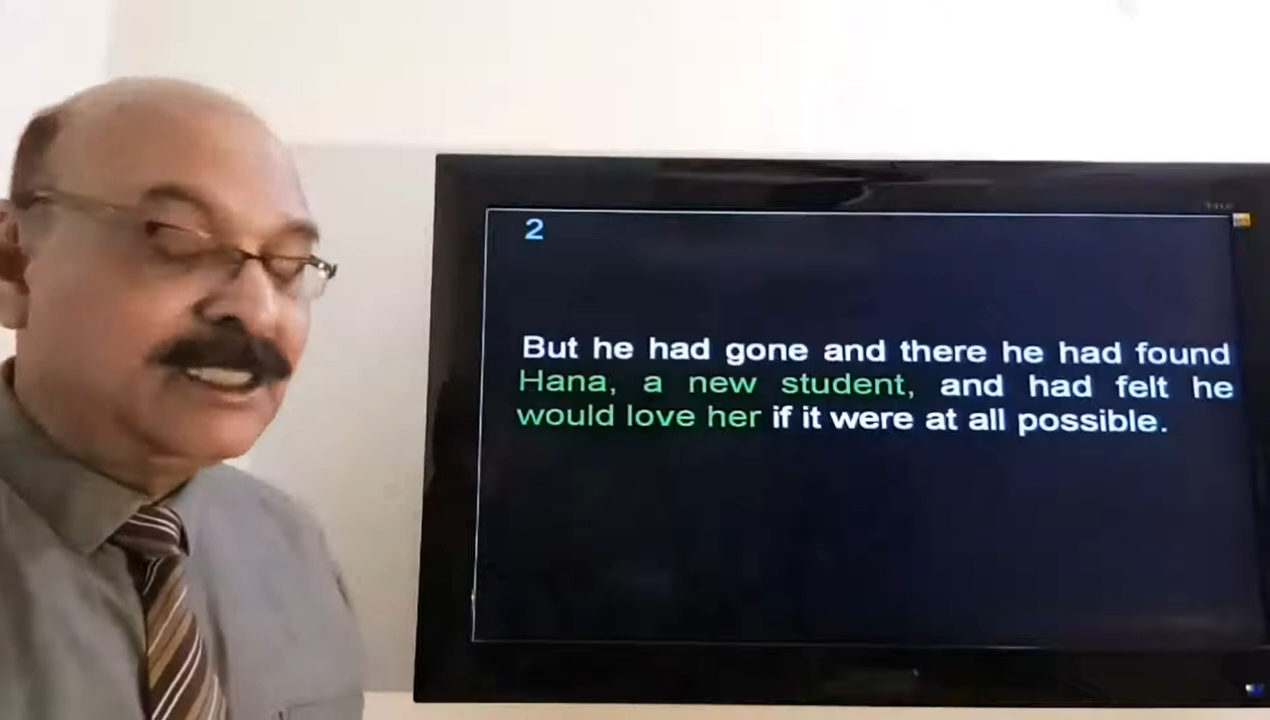 2
But he had gone and there he had found
Hana, a new student, and had felt he
would love her if it were at all possible.